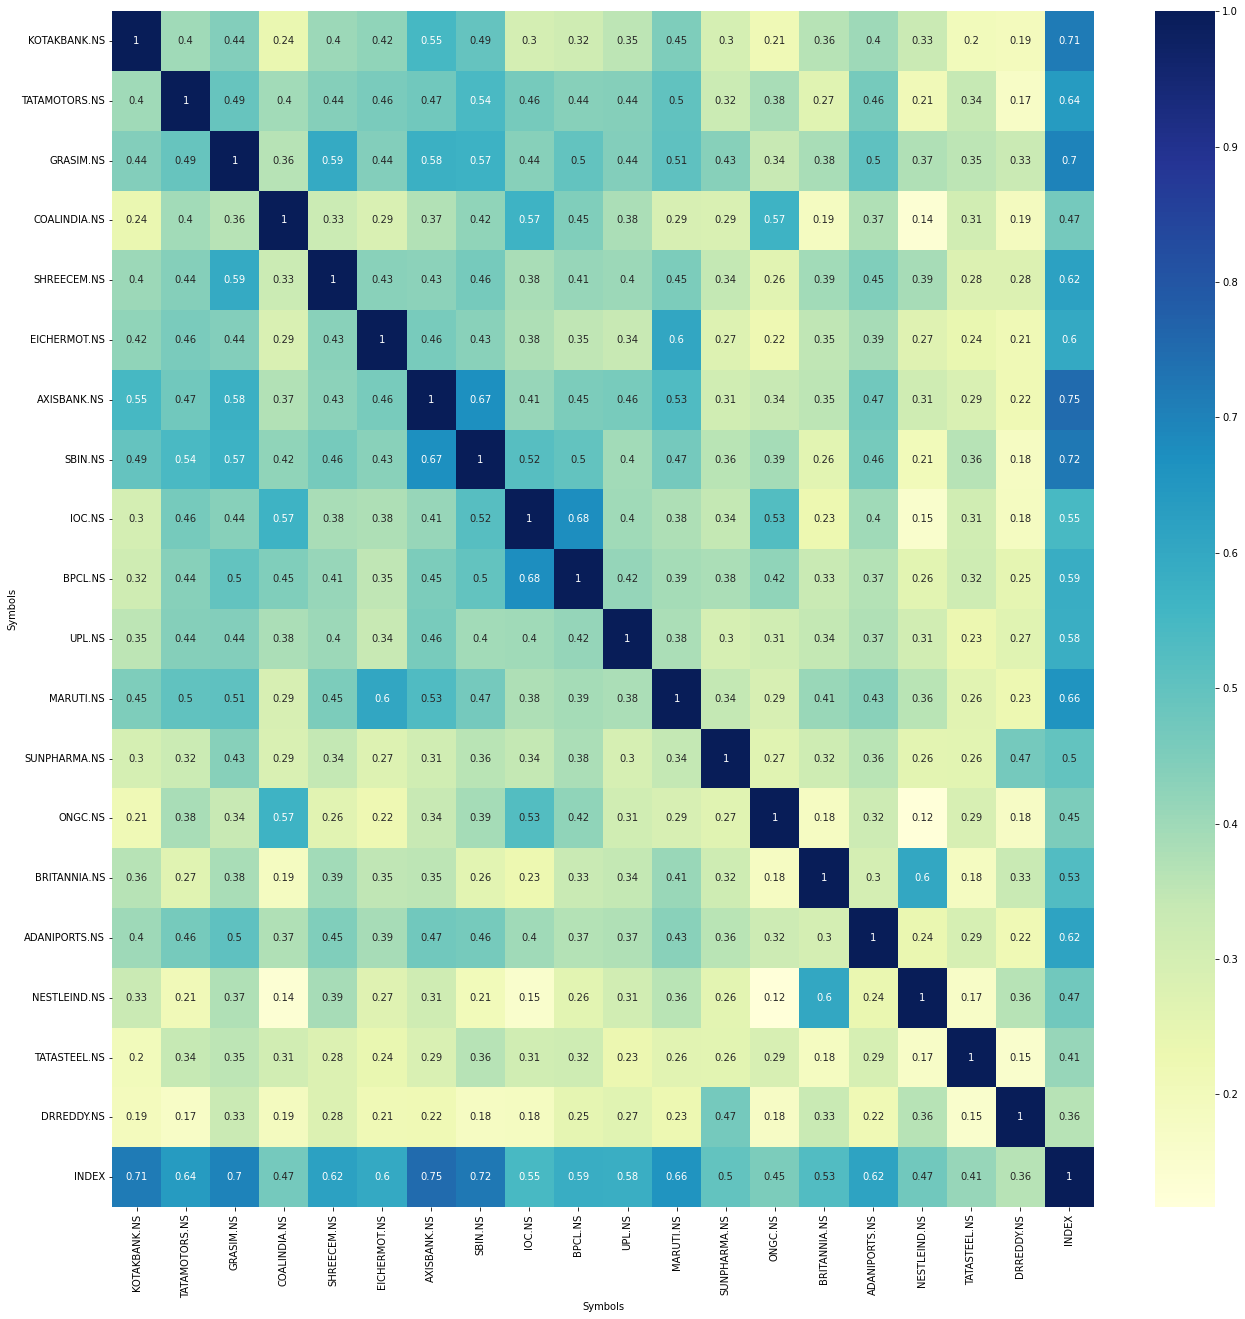 KOTAKBANK.NS 1 0.4 0.44 0.24 0.4 0.42 0.55 0.49 0.3 0.32 0.35 0.45 0.3 0.21 0.36 0.4 0.33 0.2 0.19 0.71
TATAMOTORS.NS 0.4 1 0.49 0.4 0.44 0.46 0.47 0.54 0.46 0.44 0.44 0.5 0.32 0.38 0.27 0.46 0.21 0.34 0.17 0.64
GRASIM.NS 0.44 0.49 1 0.36 0.59 0.44 0.58 0.57 0.44 0.5 0.44 0.51 0.43 0.34 0.38 0.5 0.37 0.35 0.33 0.7
COALINDIA.NS 0.24 0.4 0.36 1 0.33 0.29 0.37 0.42 0.57 0.45 0.38 0.29 0.29 0.57 0.19 0.37 0.14 0.31 0.19 0.47
SHREECEM.NS 0.4 0.44 0.59 0.33 1 0.43 0.43 0.46 0.38 0.41 0.4 0.45 0.34 0.26 0.39 0.45 0.39 0.28 0.28 0.62
EICHERMOT.NS 0.42 0.46 0.44 0.29 0.43 1 0.46 0.43 0.38 0.35 0.34 0.6 0.27 0.22 0.35 0.39 0.27 0.24 0.21 0.6
AXISBANK.NS 0.55 0.47 0.58 0.37 0.43 0.46 1 0.67 0.41 0.45 0.46 0.53 0.31 0.34 0.35 0.47 0.31 0.29 0.22 0.75
SBIN.NS 0.49 0.54 0.57 0.42 0.46 0.43 0.67 1 0.52 0.5 0.4 0.47 0.36 0.39 0.26 0.46 0.21 0.36 0.18 0.72
IOC.NS 0.3 0.46 0.44 0.57 0.38 0.38 0.41 0.52 1 0.68 0.4 0.38 0.34 0.53 0.23 0.4 0.15 0.31 0.18 0.55
BPCL.NS 0.32 0.44 0.5 0.45 0.41 0.35 0.45 0.5 0.68 1 0.42 0.39 0.38 0.42 0.33 0.37 0.26 0.32 0.25 0.59
UPL.NS 0.35 0.44 0.44 0.38 0.4 0.34 0.46 0.4 0.4 0.42 1 0.38 0.3 0.31 0.34 0.37 0.31 0.23 0.27 0.58
MARUTI.NS 0.45 0.5 0.51 0.29 0.45 0.6 0.53 0.47 0.38 0.39 0.38 1 0.34 0.29 0.41 0.43 0.36 0.26 0.23 0.66
SUNPHARMA.NS 0.3 0.32 0.43 0.29 0.34 0.27 0.31 0.36 0.34 0.38 0.3 0.34 1 0.27 0.32 0.36 0.26 0.26 0.47 0.5
ONGC.NS 0.21 0.38 0.34 0.57 0.26 0.22 0.34 0.39 0.53 0.42 0.31 0.29 0.27 1 0.18 0.32 0.12 0.29 0.18 0.45
BRITANNIA.NS 0.36 0.27 0.38 0.19 0.39 0.35 0.35 0.26 0.23 0.33 0.34 0.41 0.32 0.18 1 0.3 0.6 0.18 0.33 0.53
ADANIPORTS.NS 0.4 0.46 0.5 0.37 0.45 0.39 0.47 0.46 0.4 0.37 0.37 0.43 0.36 0.32 0.3 1 0.24 0.29 0.22 0.62
NESTLEIND.NS 0.33 0.21 0.37 0.14 0.39 0.27 0.31 0.21 0.15 0.26 0.31 0.36 0.26 0.12 0.6 0.24 1 0.17 0.36 0.47
TATASTEEL.NS 0.2 0.34 0.35 0.31 0.28 0.24 0.29 0.36 0.31 0.32 0.23 0.26 0.26 0.29 0.18 0.29 0.17 1 0.15 0.41
DRREDDY.NS 0.19 0.17 0.33 0.19 0.28 0.21 0.22 0.18 0.18 0.25 0.27 0.23 0.47 0.18 0.33 0.22 0.36 0.15 1 0.36
INDEX 0.71 0.64 0.7 0.47 0.62 0.6 0.75 0.72 0.55 0.59 0.58 0.66 0.5 0.45 0.53 0.62 0.47 0.41 0.36 1
Symbols
KOTAKBANK.NS TATAMOTORS.NS GRASIM.NS COALINDIA.NS SHREECEM.NS EICHERMOT.NS AXISBANK.NS SBIN.NS IOC.NS BPCL.NS UPL.NS MARUTI.NS SUNPHARMA.NS ONGC.NS BRITANNIA.NS ADANIPORTS.NS NESTLEIND.NS TATASTEEL.NS DRREDDY.NS INDEX
Symbols
1.0
0.9
0.8
0.7
0.6
0.5
0.4
0.3
0.2